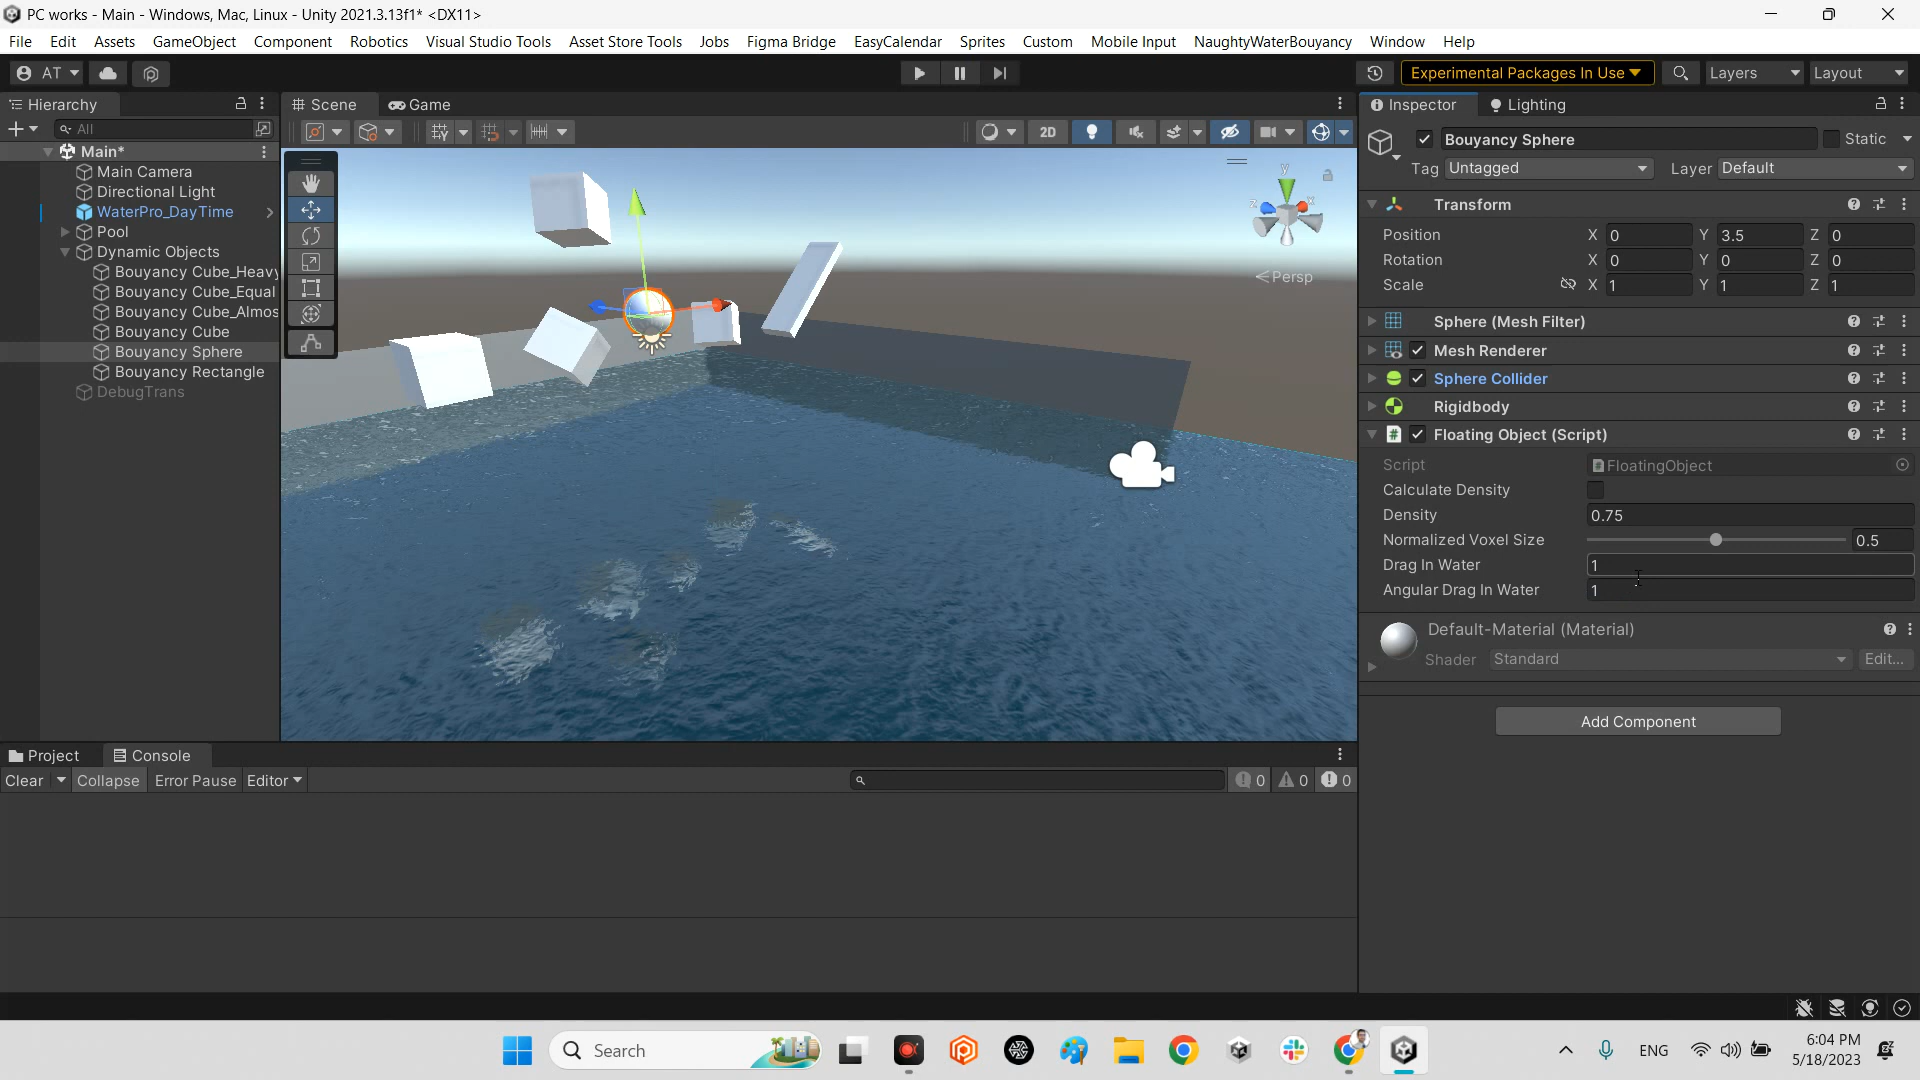 PC works - Main - Windows, Mac, Linux - Unity 2021.3.13f1* <DX11>
File Edit Assets GameObject Component Robotics Visual Studio Tools Asset Store Tools Jobs Figma Bridge EasyCalendar Sprites Custom Mobile Input NaughtyWaterBouyancy Window Help
AT Experimental Packages In Use Layers Layout
Hierarchy
All
Main*
Main Camera
Directional Light
WaterPro_DayTime
Pool
Dynamic Objects
Bouyancy Cube_Heavy
Bouyancy Cube_Equal
Bouyancy Cube_Almos
Bouyancy Cube
Bouyancy Sphere
Bouyancy Rectangle
DebugTrans
Scene Game
2D
y
z x
Persp
Inspector Lighting
Bouyancy Sphere Static
Tag Untagged Layer Default
Transform
Position X 0 Y 3.5 Z 0
Rotation X 0 Y 0 Z 0
Scale X 1 Y 1 Z 1
Sphere (Mesh Filter)
Mesh Renderer
Sphere Collider
Rigidbody
# Floating Object (Script)
Script # FloatingObject
Calculate Density
Density 0.75
Normalized Voxel Size 0.5
Drag In Water 1
Angular Drag In Water 1
Default-Material (Material)
Shader Standard Edit...
Add Component
Project Console
Clear Collapse Error Pause Editor 0 0 0
Search
ENG
6:04 PM
5/18/2023